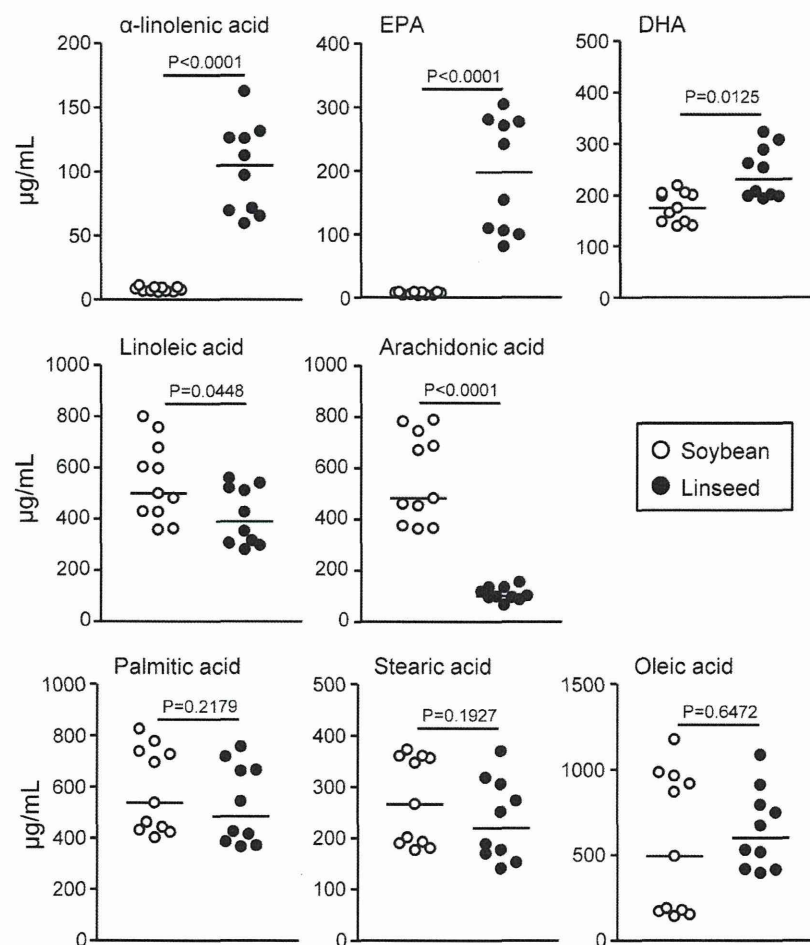 α-linolenic acid
EPA
DHA
200
150
100
50
0
μg/mL
P<0.0001
400
300
200
100
0
P<0.0001
500
400
300
200
100
0
P=0.0125
Linoleic acid
Arachidonic acid
1000
800
600
400
200
0
μg/mL
P=0.0448
1000
800
600
400
200
0
P<0.0001
Soybean
Linseed
Palmitic acid
Stearic acid
Oleic acid
1000
800
600
400
200
0
μg/mL
P=0.2179
500
400
300
200
100
0
P=0.1927
1500
1000
500
0
P=0.6472